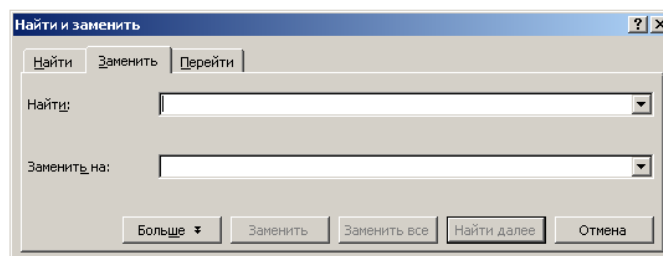 Найти и заменить
Найти Заменить Перейти
Найти:
Заменить на:
Больше Заменить Заменить все Найти далее Отмена